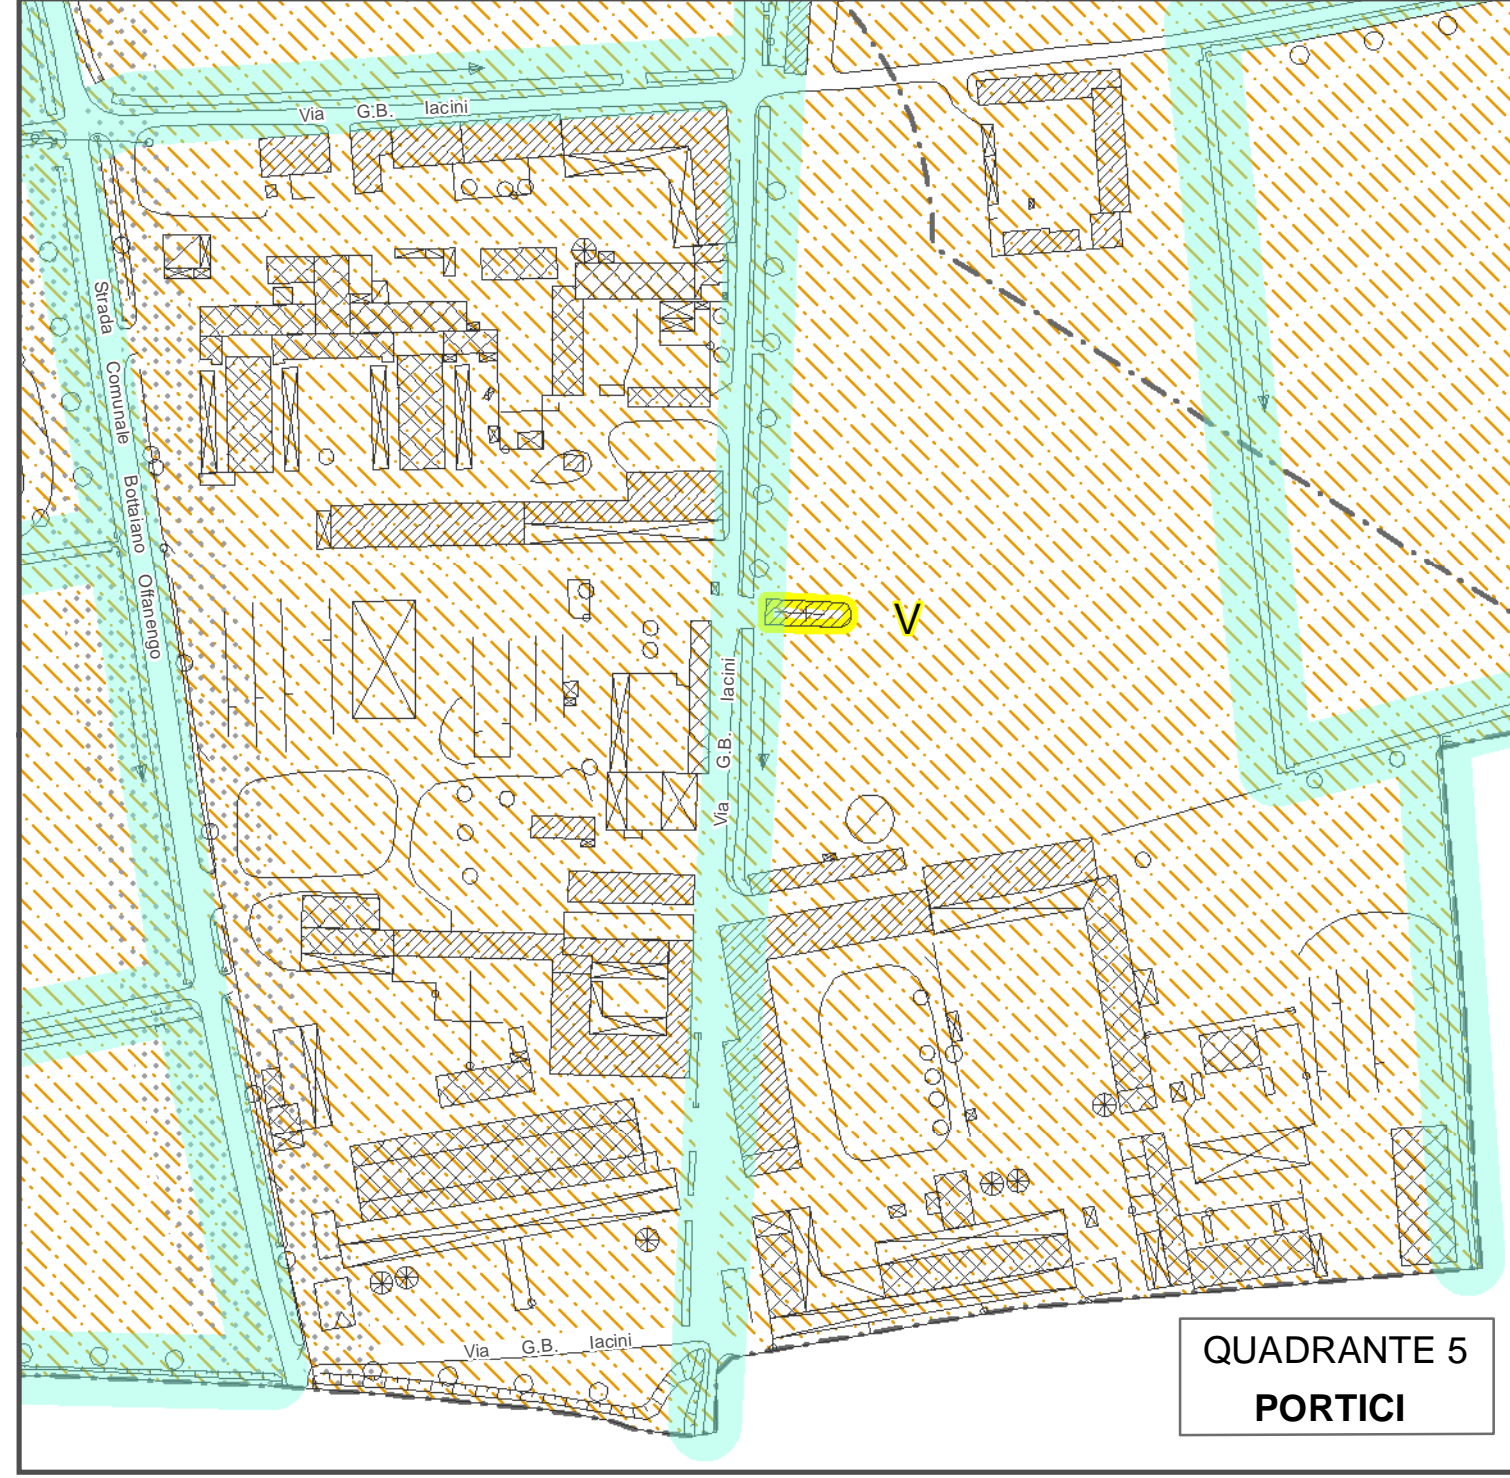 Via G.B. Iacini
Strada Comunale Bottaiano Offanengo
V
Via G.B. Iacini
Via G.B. Iacini
QUADRANTE 5
PORTICI